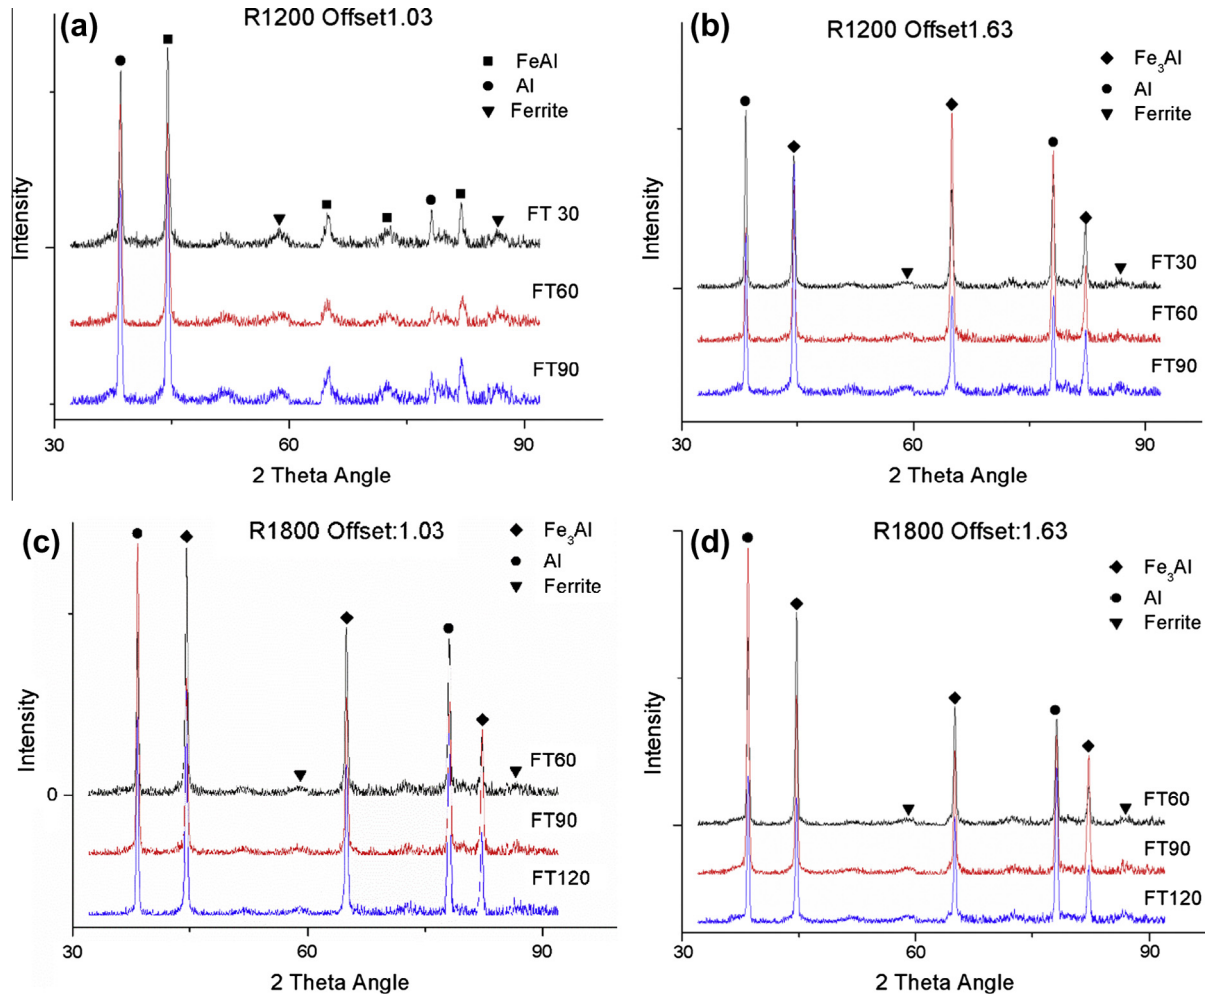 (a)
R1200 Offset1.03
FeAl
Al
Ferrite
FT 30
FT60
FT90
Intensity
30
60
90
2 Theta Angle
(b)
R1200 Offset1.63
Fe3Al
Al
Ferrite
FT30
FT60
FT90
Intensity
30
60
90
2 Theta Angle
(c)
R1800 Offset:1.03
Fe3Al
Al
Ferrite
FT60
FT90
FT120
Intensity
0
30
60
90
2 Theta Angle
(d)
R1800 Offset:1.63
Fe3Al
Al
Ferrite
FT60
FT90
FT120
Intensity
30
60
90
2 Theta Angle